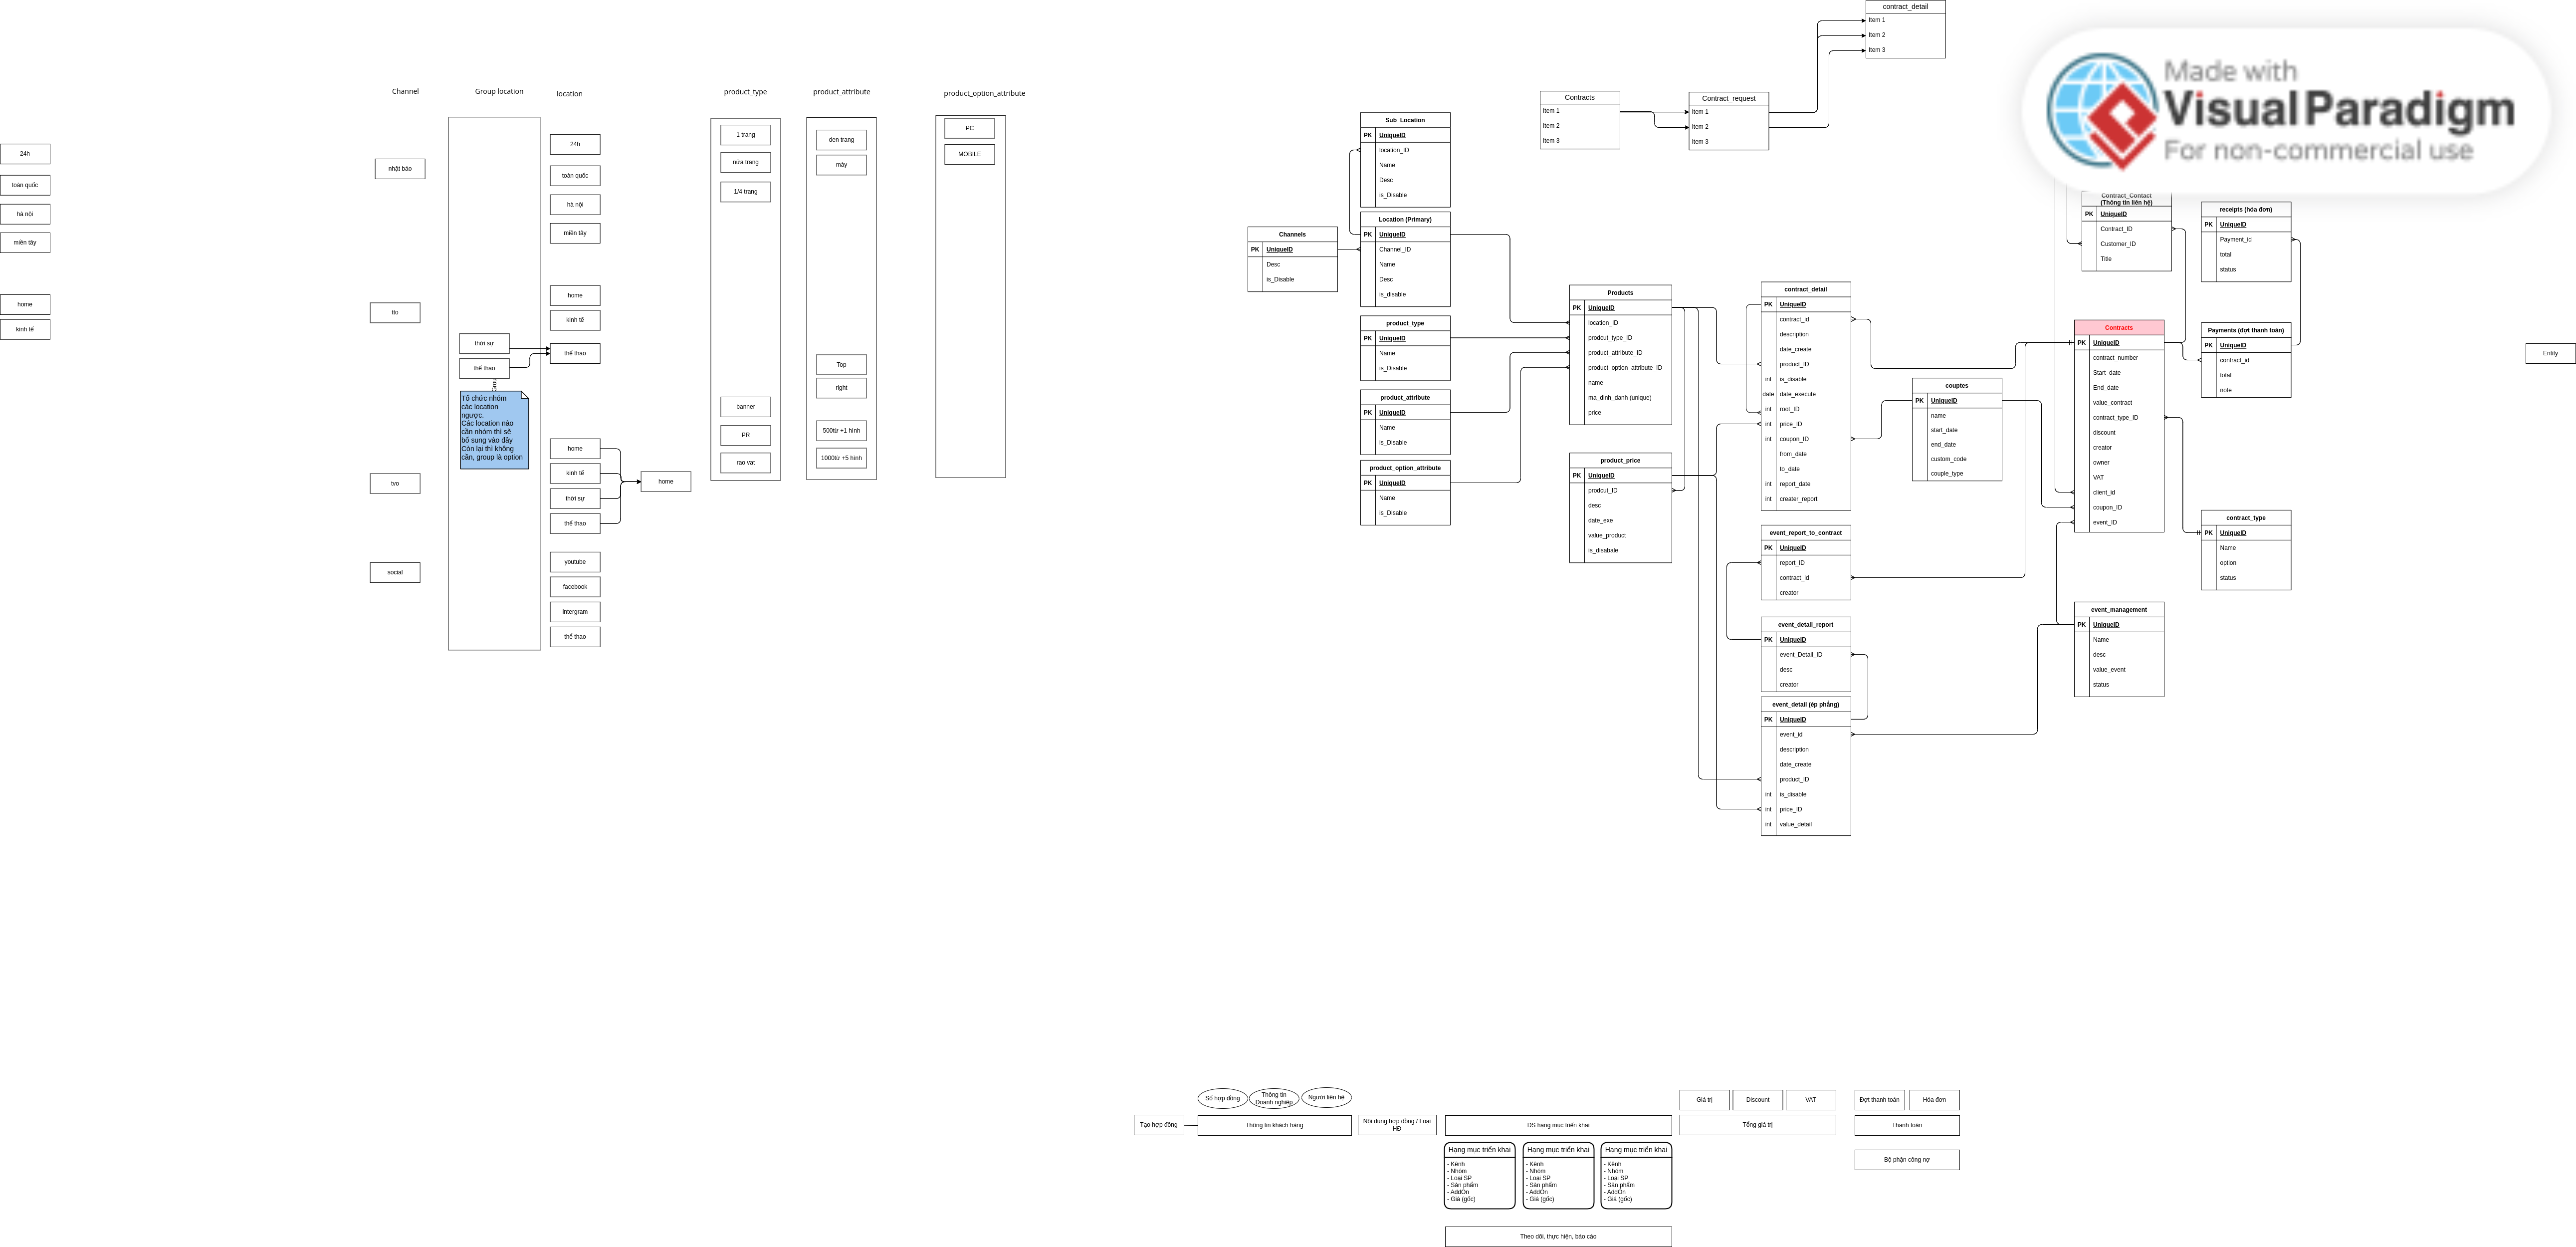 Channel
Group location
location
product_type
product_attribute
product_option_attribute
24h
toàn quốc
hà nội
miền tây
home
kinh tế
nhật báo
tto
tvo
social
thời sự
thể thao
Grou
Tổ chức nhóm
các location
ngược.
Các location nào
cần nhóm thì sẽ
bổ sung vào đây
Còn lại thì không
cần, group là option
24h
toàn quốc
hà nội
miền tây
home
kinh tế
thể thao
home
kinh tế
thời sự
thể thao
youtube
facebook
intergram
thể thao
home
1 trang
nửa trang
1/4 trang
banner
PR
rao vat
den trang
máy
Top
right
500từ +1 hình
1000từ +5 hình
PC
MOBILE
Channels
PK UniqueID
Desc
is_Disable
Sub_Location
PK UniqueID
location_ID
Name
Desc
is_Disable
Location (Primary)
PK UniqueID
Channel_ID
Name
Desc
is_disable
product_type
PK UniqueID
Name
is_Disable
product_attribute
PK UniqueID
Name
is_Disable
product_option_attribute
PK UniqueID
Name
is_Disable
Contracts
Item 1
Item 2
Item 3
Contract_request
Item 1
Item 2
Item 3
contract_detail
Item 1
Item 2
Item 3
Products
PK UniqueID
location_ID
prodcut_type_ID
product_attribute_ID
product_option_attribute_ID
name
ma_dinh_danh (unique)
price
product_price
PK UniqueID
prodcut_ID
desc
date_exe
value_product
is_disabale
contract_detail
PK UniqueID
contract_id
description
date_create
product_ID
int is_disable
date date_execute
int root_ID
int price_ID
int coupon_ID
from_date
to_date
int report_date
int creater_report
event_report_to_contract
PK UniqueID
report_ID
contract_id
creator
event_detail_report
PK UniqueID
event_Detail_ID
desc
creator
event_detail (ép phẳng)
PK UniqueID
event_id
description
date_create
product_ID
int is_disable
int price_ID
int value_detail
couptes
PK UniqueID
name
start_date
end_date
custom_code
couple_type
Made with
Visual Paradigm
For non-commercial use
Contract_Contact
(Thông tin liên hệ)
PK UniqueID
Contract_ID
Customer_ID
Title
receipts (hóa đơn)
PK UniqueID
Payment_id
total
status
Contracts
PK UniqueID
contract_number
Start_date
End_date
value_contract
contract_type_ID
discount
creator
owner
VAT
client_id
coupon_ID
event_ID
Payments (đợt thanh toán)
PK UniqueID
contract_id
total
note
contract_type
PK UniqueID
Name
option
status
event_management
PK UniqueID
Name
desc
value_event
status
Entity
Tạo hợp đồng
Số hợp đồng
Thông tin
Doanh nghiệp
Người liên hệ
Thông tin khách hàng
Nội dung hợp đồng / Loại
HĐ
DS hạng mục triển khai
Hạng mục triển khai
- Kênh
- Nhóm
- Loại SP
- Sản phẩm
- AddOn
- Giá (gốc)
Hạng mục triển khai
- Kênh
- Nhóm
- Loại SP
- Sản phẩm
- AddOn
- Giá (gốc)
Hạng mục triển khai
- Kênh
- Nhóm
- Loại SP
- Sản phẩm
- AddOn
- Giá (gốc)
Theo dõi, thực hiện, báo cáo
Giá trị
Discount
VAT
Tổng giá trị
Đợt thanh toán
Hóa đơn
Thanh toán
Bộ phận công nợ